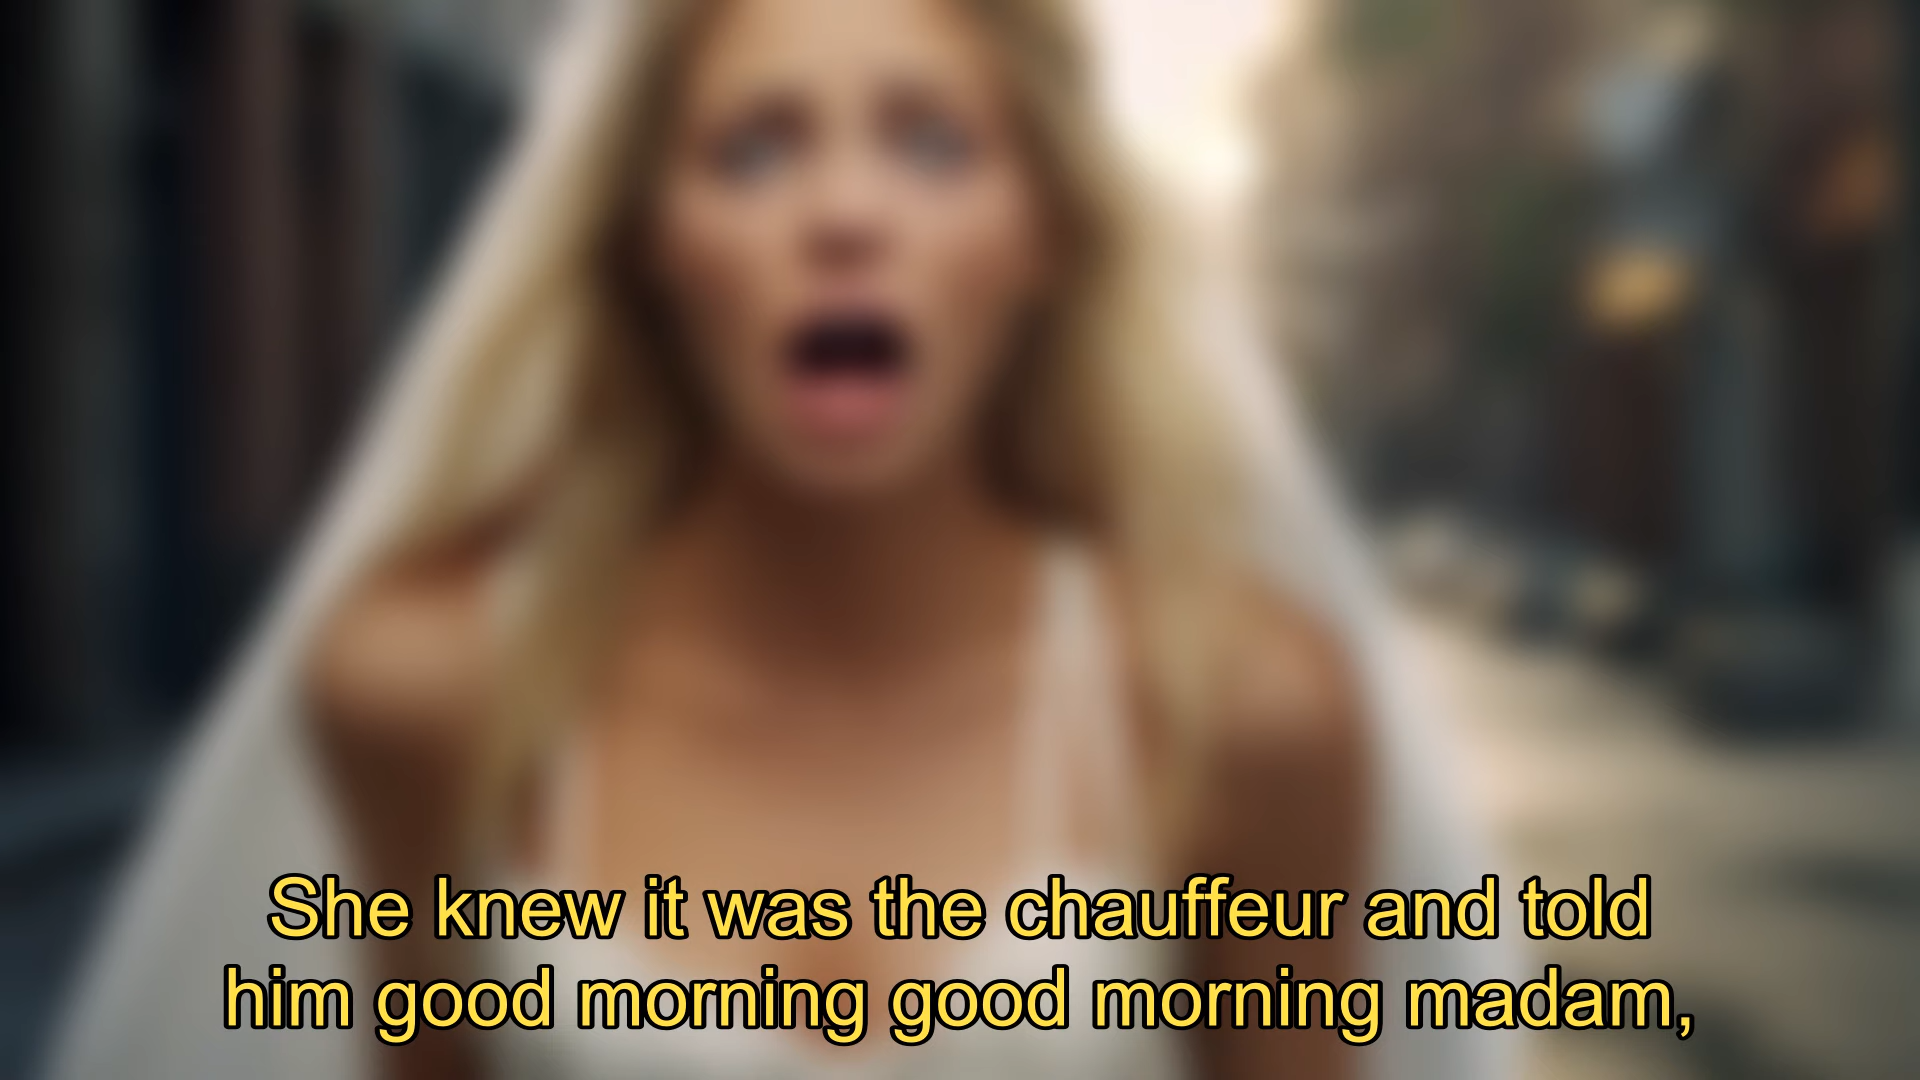 She knew it was the chauffeur and told
him good morning good morning madam,